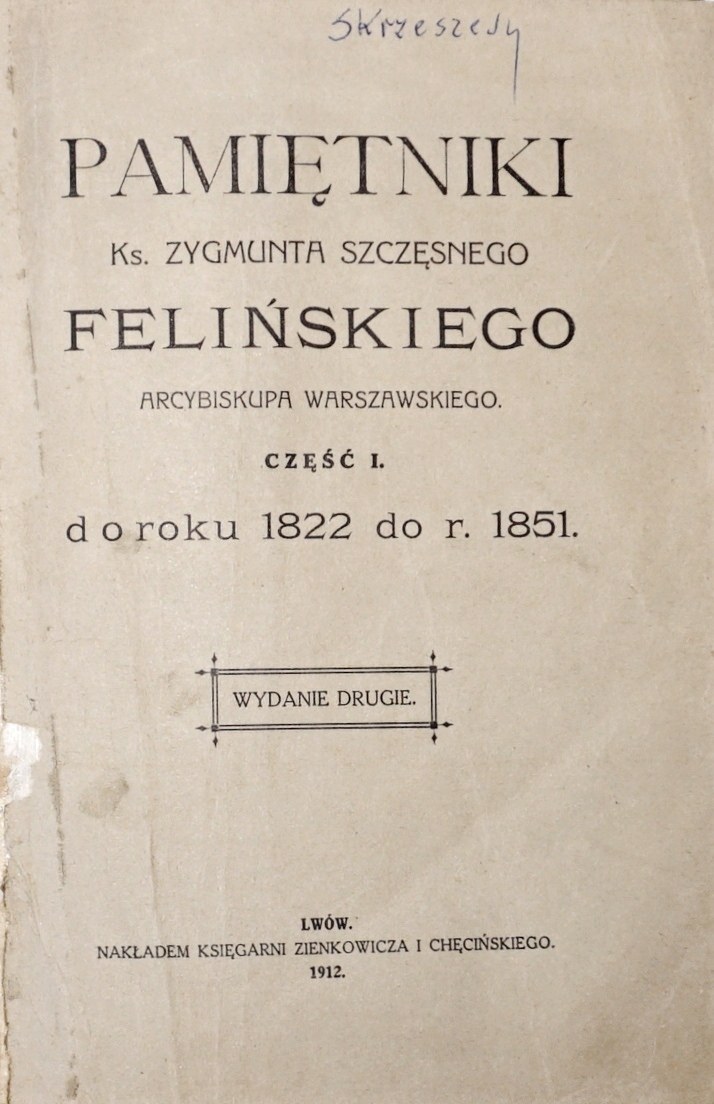 Skrzeszedy
PAMIĘTNIKI
Ks. ZYGMUNTA SZCZĘSNEGO
FELIŃSKIEGO
ARCYBISKUPA WARSZAWSKIEGO.
CZĘŚĆ I.
do roku 1822 do r. 1851.
WYDANIE DRUGIE.
LWÓW.
NAKŁADEM KSIĘGARNI ZIENKOWICZA I CHĘCIŃSKIEGO.
1912.